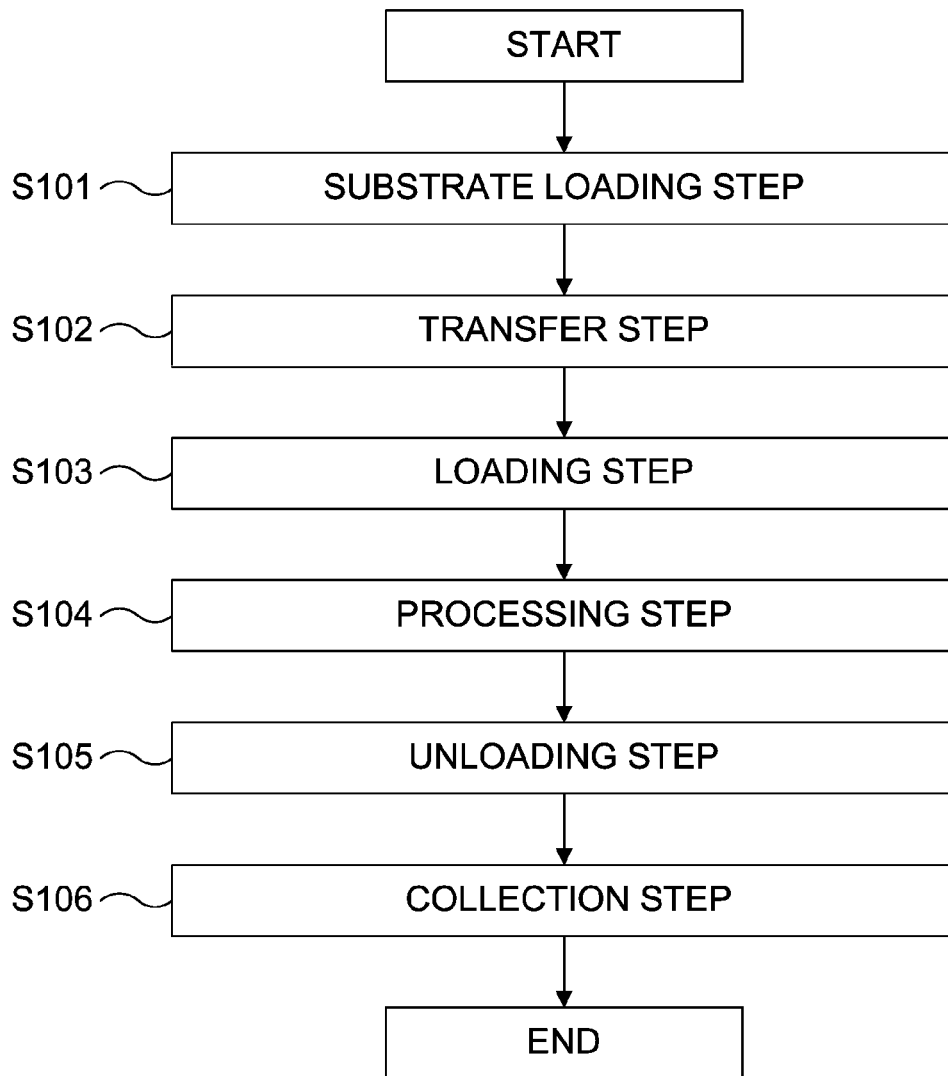 START
S101 SUBSTRATE LOADING STEP
S102 TRANSFER STEP
S103 LOADING STEP
S104 PROCESSING STEP
S105 UNLOADING STEP
S106 COLLECTION STEP
END